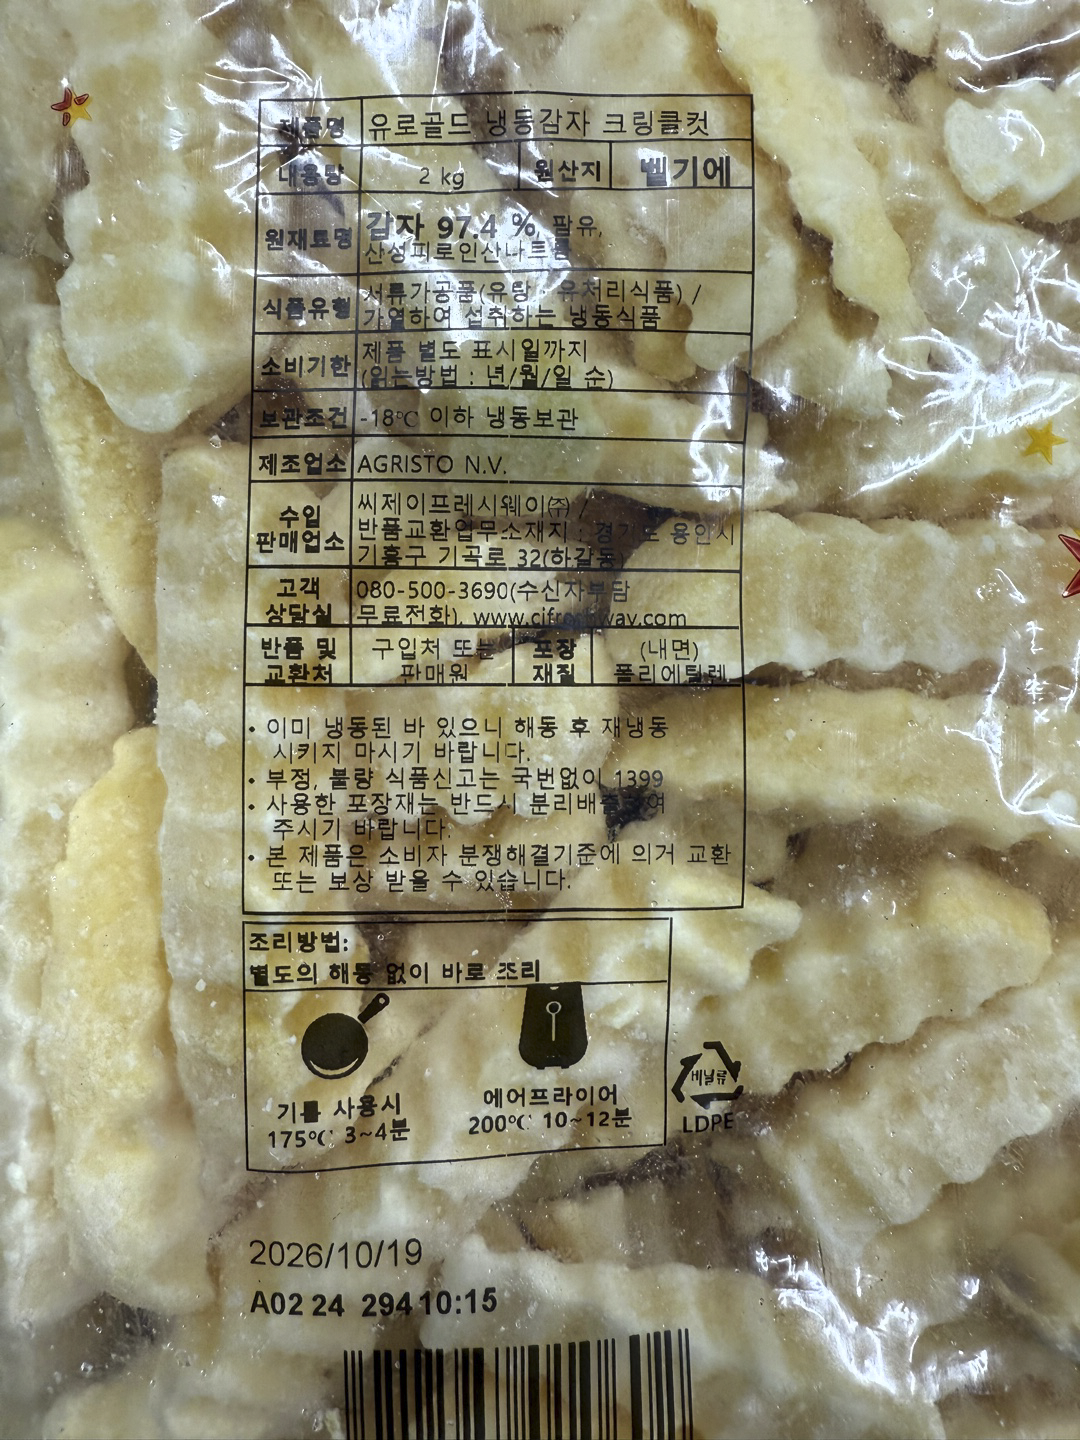 제품명 유로골드 냉동감자 크링클컷
내용량 2 kg 원산지 벨기에
원재료명 감자 97.4 %, 팔유,
산성피로인산나트륨
식품유형 서류가공품(유탕·유처리식품) /
가열하여 섭취하는 냉동식품
소비기한 제품 별도 표시일까지
(읽는방법 : 년/월/일 순)
보관조건 -18℃ 이하 냉동보관
제조업소 AGRISTO N.V.
수입
판매업소
씨제이프레시웨이㈜ /
반품교환업무소재지 : 경기도 용인시
기흥구 기곡로 32(하갈동)
고객
상담실
080-500-3690(수신자부담
무료전화), www.cjfreshway.com
반품 및
교환처
구입처 또는
판매원
포장
재질
(내면)
폴리에틸렌
• 이미 냉동된 바 있으니 해동 후 재냉동
시키지 마시기 바랍니다.
• 부정, 불량 식품신고는 국번없이 1399
• 사용한 포장재는 반드시 분리배출하여
주시기 바랍니다.
• 본 제품은 소비자 분쟁해결기준에 의거 교환
또는 보상 받을 수 있습니다.
조리방법:
별도의 해동 없이 바로 조리
기름 사용시
175℃ 3~4분
에어프라이어
200℃ 10~12분
비닐류
LDPE
2026/10/19
A02 24 294 10:15